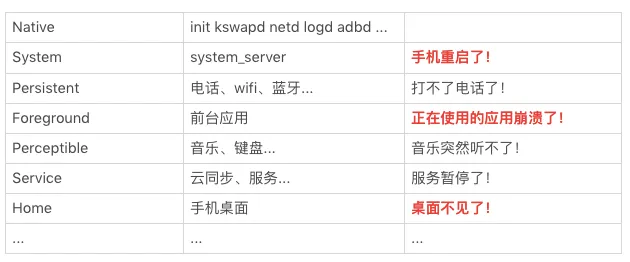 Native init kswapd netd logd adbd ...
System system_server 手机重启了！
Persistent 电话、wifi、蓝牙... 打不了电话了！
Foreground 前台应用 正在使用的应用崩溃了！
Perceptible 音乐、键盘... 音乐突然听不了！
Service 云同步、服务... 服务暂停了！
Home 手机桌面 桌面不见了！
... ... ...